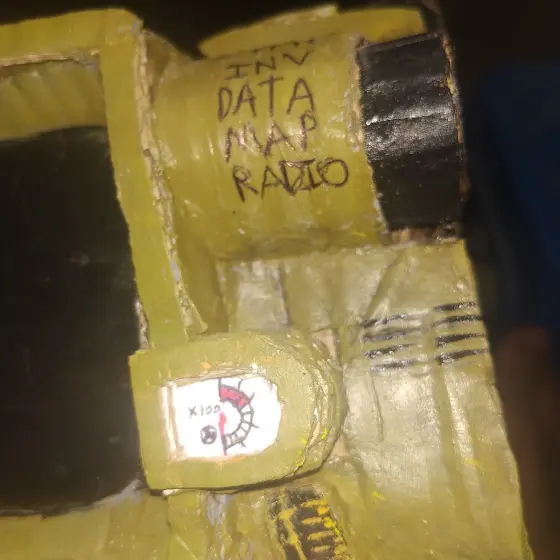 INV
DATA
MAP
RADIO
X100